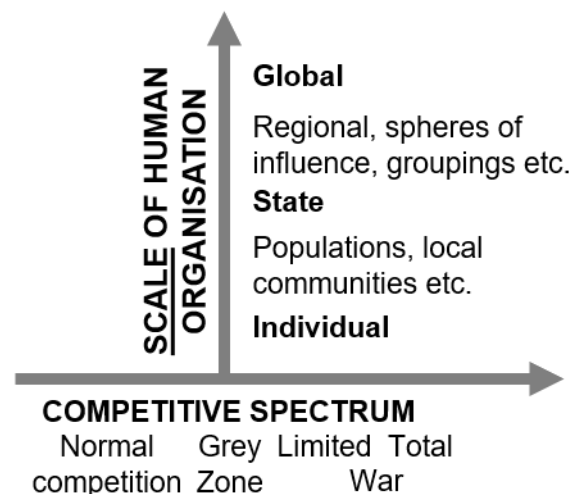 SCALE OF HUMAN
ORGANISATION
Global
Regional, spheres of
influence, groupings etc.
State
Populations, local
communities etc.
Individual
COMPETITIVE SPECTRUM
Normal Grey Limited Total
competition Zone War